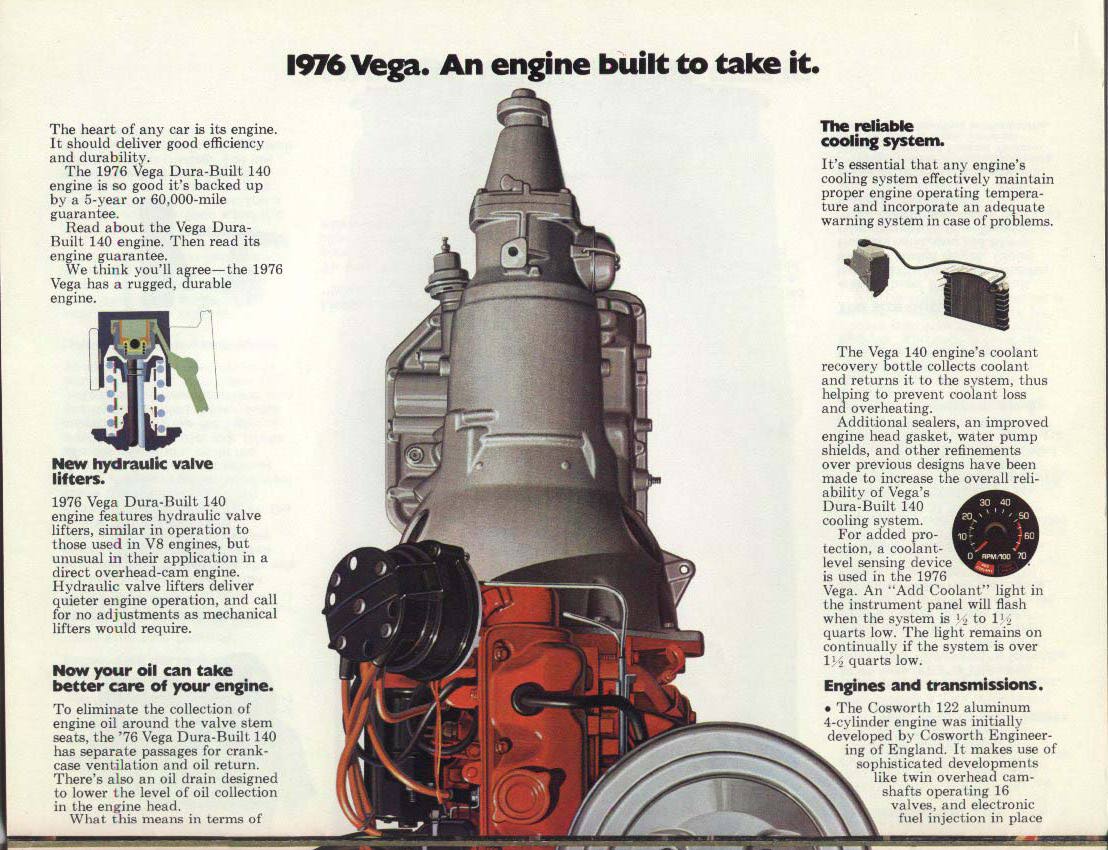 1976 Vega. An engine built to take it.
The heart of any car is its engine.
It should deliver good efficiency
and durability.
The 1976 Vega Dura-Built 140
engine is so good it's backed up
by a 5-year or 60,000-mile
guarantee.
Read about the Vega Dura-
Built 140 engine. Then read its
engine guarantee.
We think you'll agree—the 1976
Vega has a rugged, durable
engine.
New hydraulic valve
lifters.
1976 Vega Dura-Built 140
engine features hydraulic valve
lifters, similar in operation to
those used in V8 engines, but
unusual in their application in a
direct overhead-cam engine.
Hydraulic valve lifters deliver
quieter engine operation, and call
for no adjustments as mechanical
lifters would require.
Now your oil can take
better care of your engine.
To eliminate the collection of
engine oil around the valve stem
seats, the '76 Vega Dura-Built 140
has separate passages for crank-
case ventilation and oil return.
There's also an oil drain designed
to lower the level of oil collection
in the engine head.
What this means in terms of
The reliable
cooling system.
It's essential that any engine's
cooling system effectively maintain
proper engine operating tempera-
ture and incorporate an adequate
warning system in case of problems.
The Vega 140 engine's coolant
recovery bottle collects coolant
and returns it to the system, thus
helping to prevent coolant loss
and overheating.
Additional sealers, an improved
engine head gasket, water pump
shields, and other refinements
over previous designs have been
made to increase the overall reli-
ability of Vega's
Dura-Built 140
cooling system.
For added pro-
tection, a coolant-
level sensing device
is used in the 1976
Vega. An "Add Coolant" light in
the instrument panel will flash
when the system is ½ to 1½
quarts low. The light remains on
continually if the system is over
1½ quarts low.
0 10 20 30 40 50 60 70
RPM/100
Engines and transmissions.
• The Cosworth 122 aluminum
4-cylinder engine was initially
developed by Cosworth Engineer-
ing of England. It makes use of
sophisticated developments
like twin overhead cam-
shafts operating 16
valves, and electronic
fuel injection in place